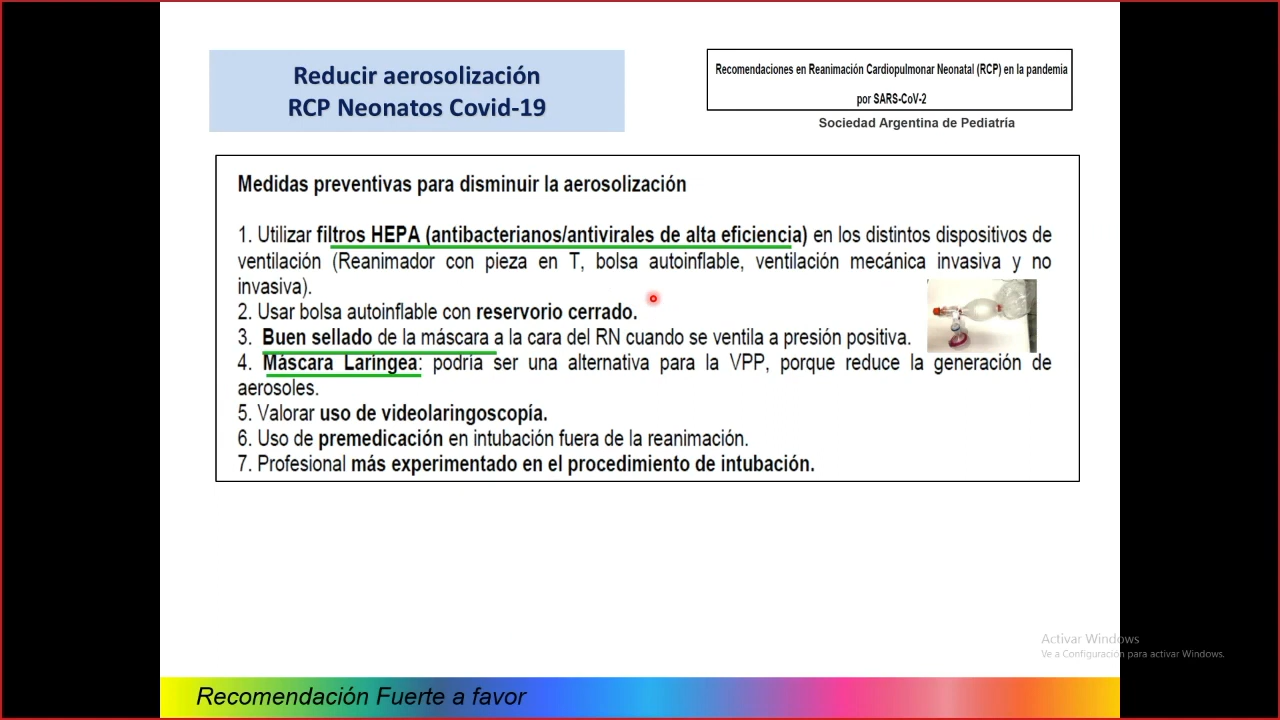 Reducir aerosolización
RCP Neonatos Covid-19
Recomendaciones en Reanimación Cardiopulmonar Neonatal (RCP) en la pandemia
por SARS-CoV-2
Sociedad Argentina de Pediatría
Medidas preventivas para disminuir la aerosolización
1. Utilizar filtros HEPA (antibacterianos/antivirales de alta eficiencia) en los distintos dispositivos de
ventilación (Reanimador con pieza en T, bolsa autoinflable, ventilación mecánica invasiva y no
invasiva).
2. Usar bolsa autoinflable con reservorio cerrado.
3. Buen sellado de la máscara a la cara del RN cuando se ventila a presión positiva.
4. Máscara Laríngea: podría ser una alternativa para la VPP, porque reduce la generación de
aerosoles.
5. Valorar uso de videolaringoscopía.
6. Uso de premedicación en intubación fuera de la reanimación.
7. Profesional más experimentado en el procedimiento de intubación.
Activar Windows
Ve a Configuración para activar Windows.
Recomendación Fuerte a favor